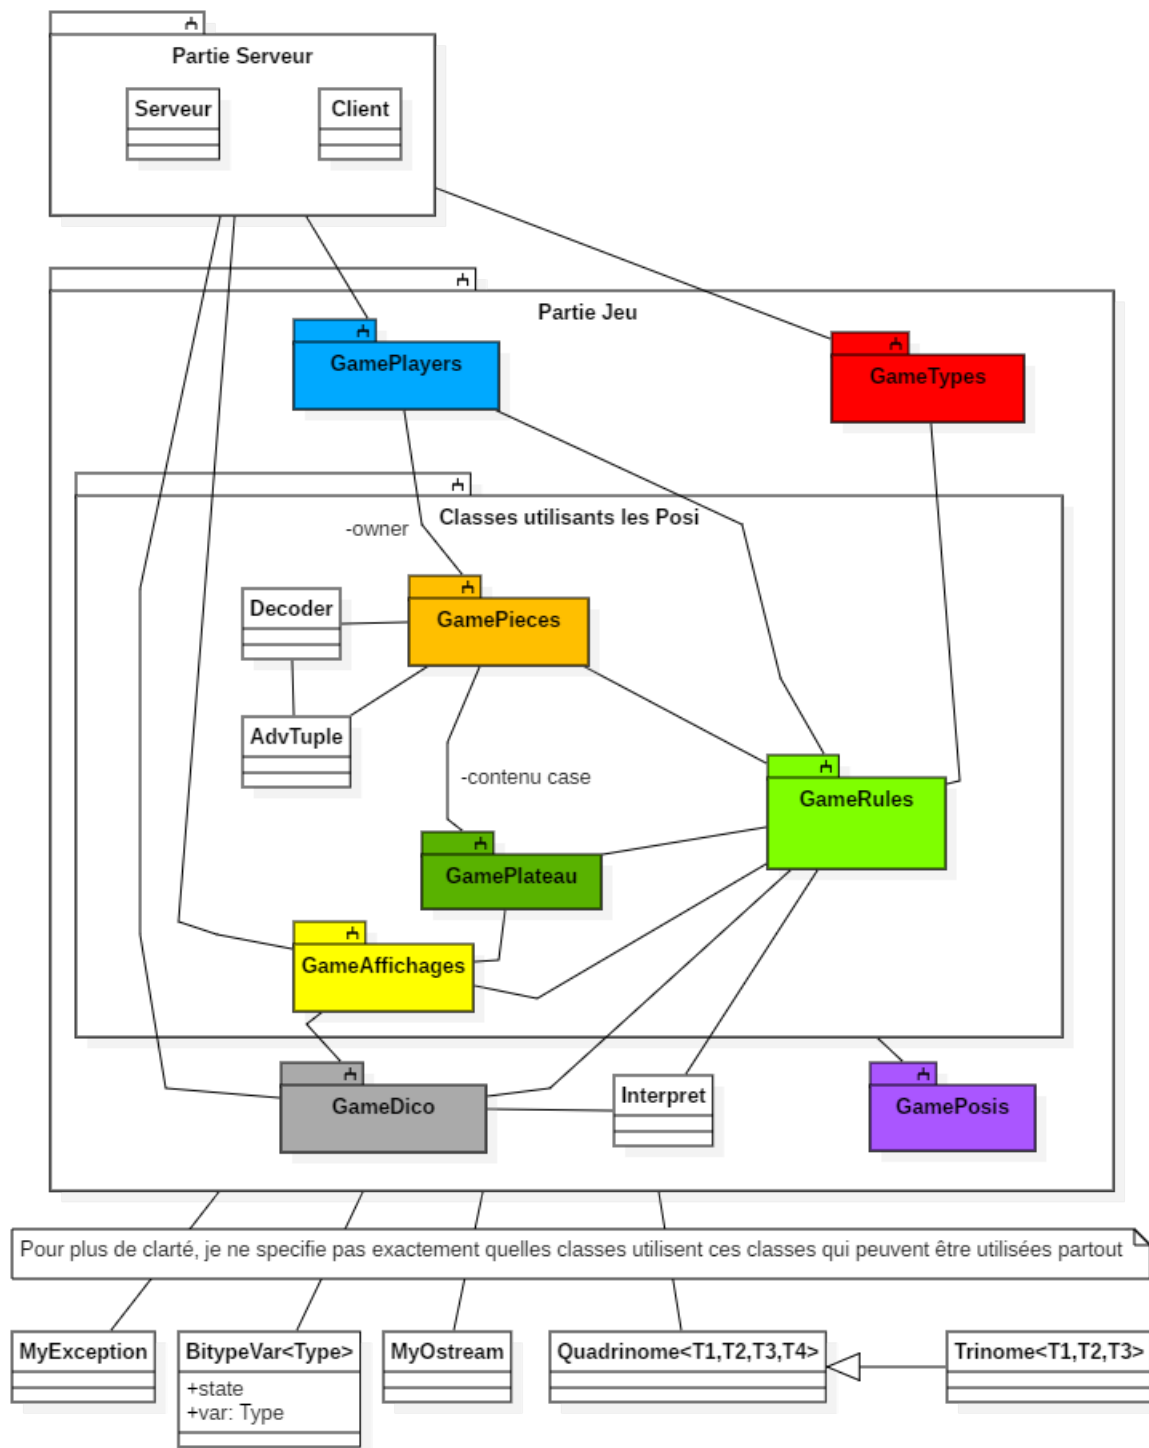 Partie Serveur
Serveur
Client
Partie Jeu
GamePlayers
GameTypes
Classes utilisants les Posi
-owner
Decoder
GamePieces
AdvTuple
-contenu case
GameRules
GamePlateau
GameAffichages
GameDico
Interpret
GamePosis
Pour plus de clarté, je ne specifie pas exactement quelles classes utilisent ces classes qui peuvent être utilisées partout
MyException
BitypeVar<Type>
+state
+var: Type
MyOstream
Quadrinome<T1,T2,T3,T4>
Trinome<T1,T2,T3>